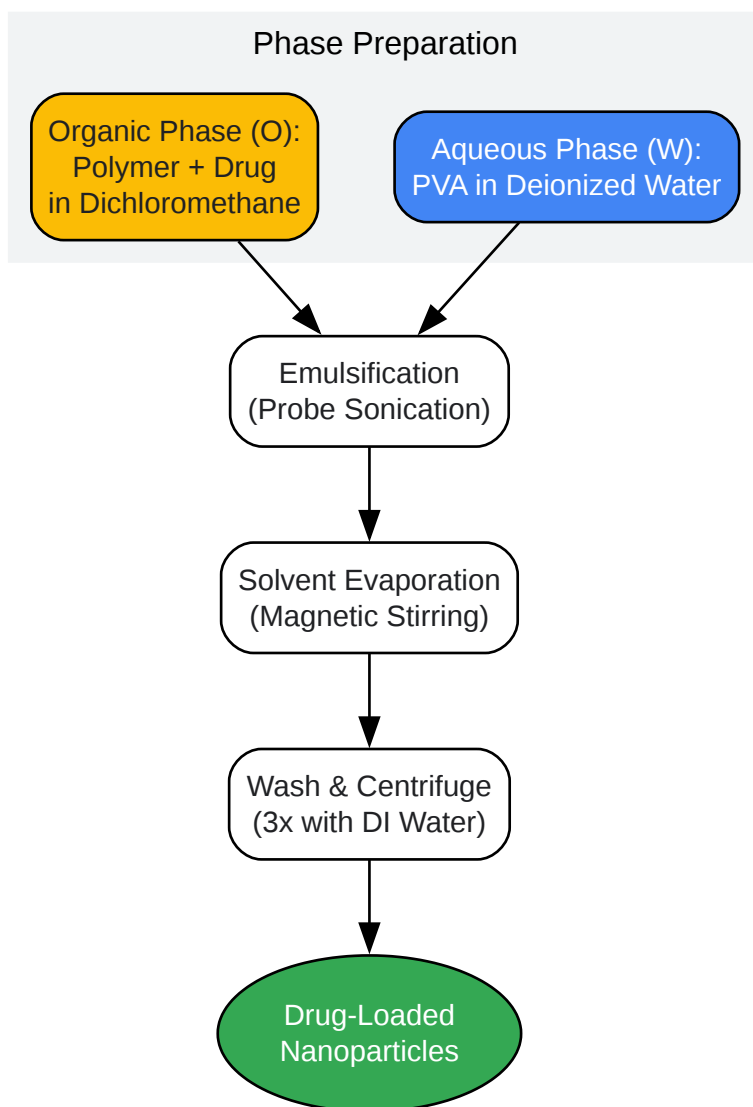 Phase Preparation
Organic Phase (O):
Polymer + Drug
in Dichloromethane
Aqueous Phase (W):
PVA in Deionized Water
Emulsification
(Probe Sonication)
Solvent Evaporation
(Magnetic Stirring)
Wash & Centrifuge
(3x with DI Water)
Drug-Loaded
Nanoparticles